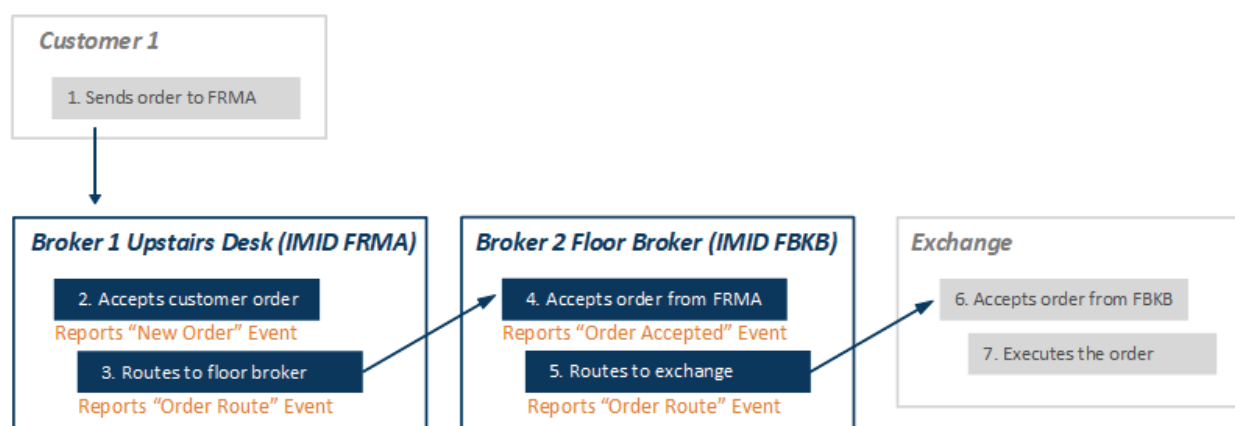 Customer 1
1. Sends order to FRMA
Broker 1 Upstairs Desk (IMID FRMA)
2. Accepts customer order
Reports “New Order” Event
3. Routes to floor broker
Reports “Order Route” Event
Broker 2 Floor Broker (IMID FBKB)
4. Accepts order from FRMA
Reports “Order Accepted” Event
5. Routes to exchange
Reports “Order Route” Event
Exchange
6. Accepts order from FBKB
7. Executes the order